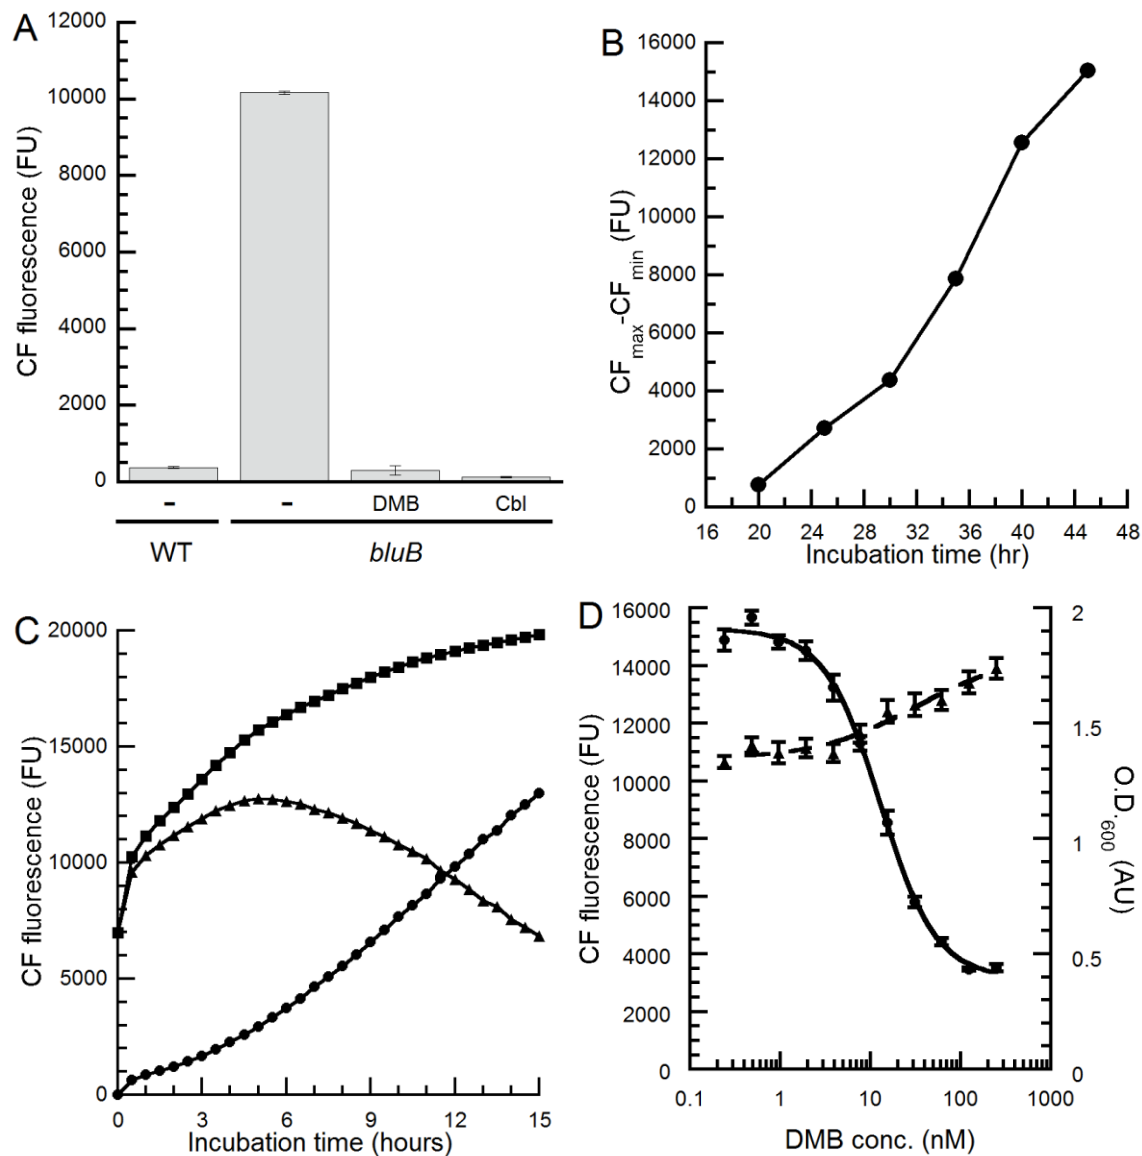 A
12000
10000
8000
6000
4000
2000
0
CF fluorescence (FU)
-
-
DMB
Cbl
WT
bluB
B
16000
14000
12000
10000
8000
6000
4000
2000
0
CFmax-CFmin (FU)
16 20 24 28 32 36 40 44 48
Incubation time (hr)
C
20000
15000
10000
5000
0
CF fluorescence (FU)
0 3 6 9 12 15
Incubation time (hours)
D
16000
14000
12000
10000
8000
6000
4000
2000
0
CF fluorescence (FU)
2
1.5
1
0.5
0
O.D.600 (AU)
0.1 1 10 100 1000
DMB conc. (nM)